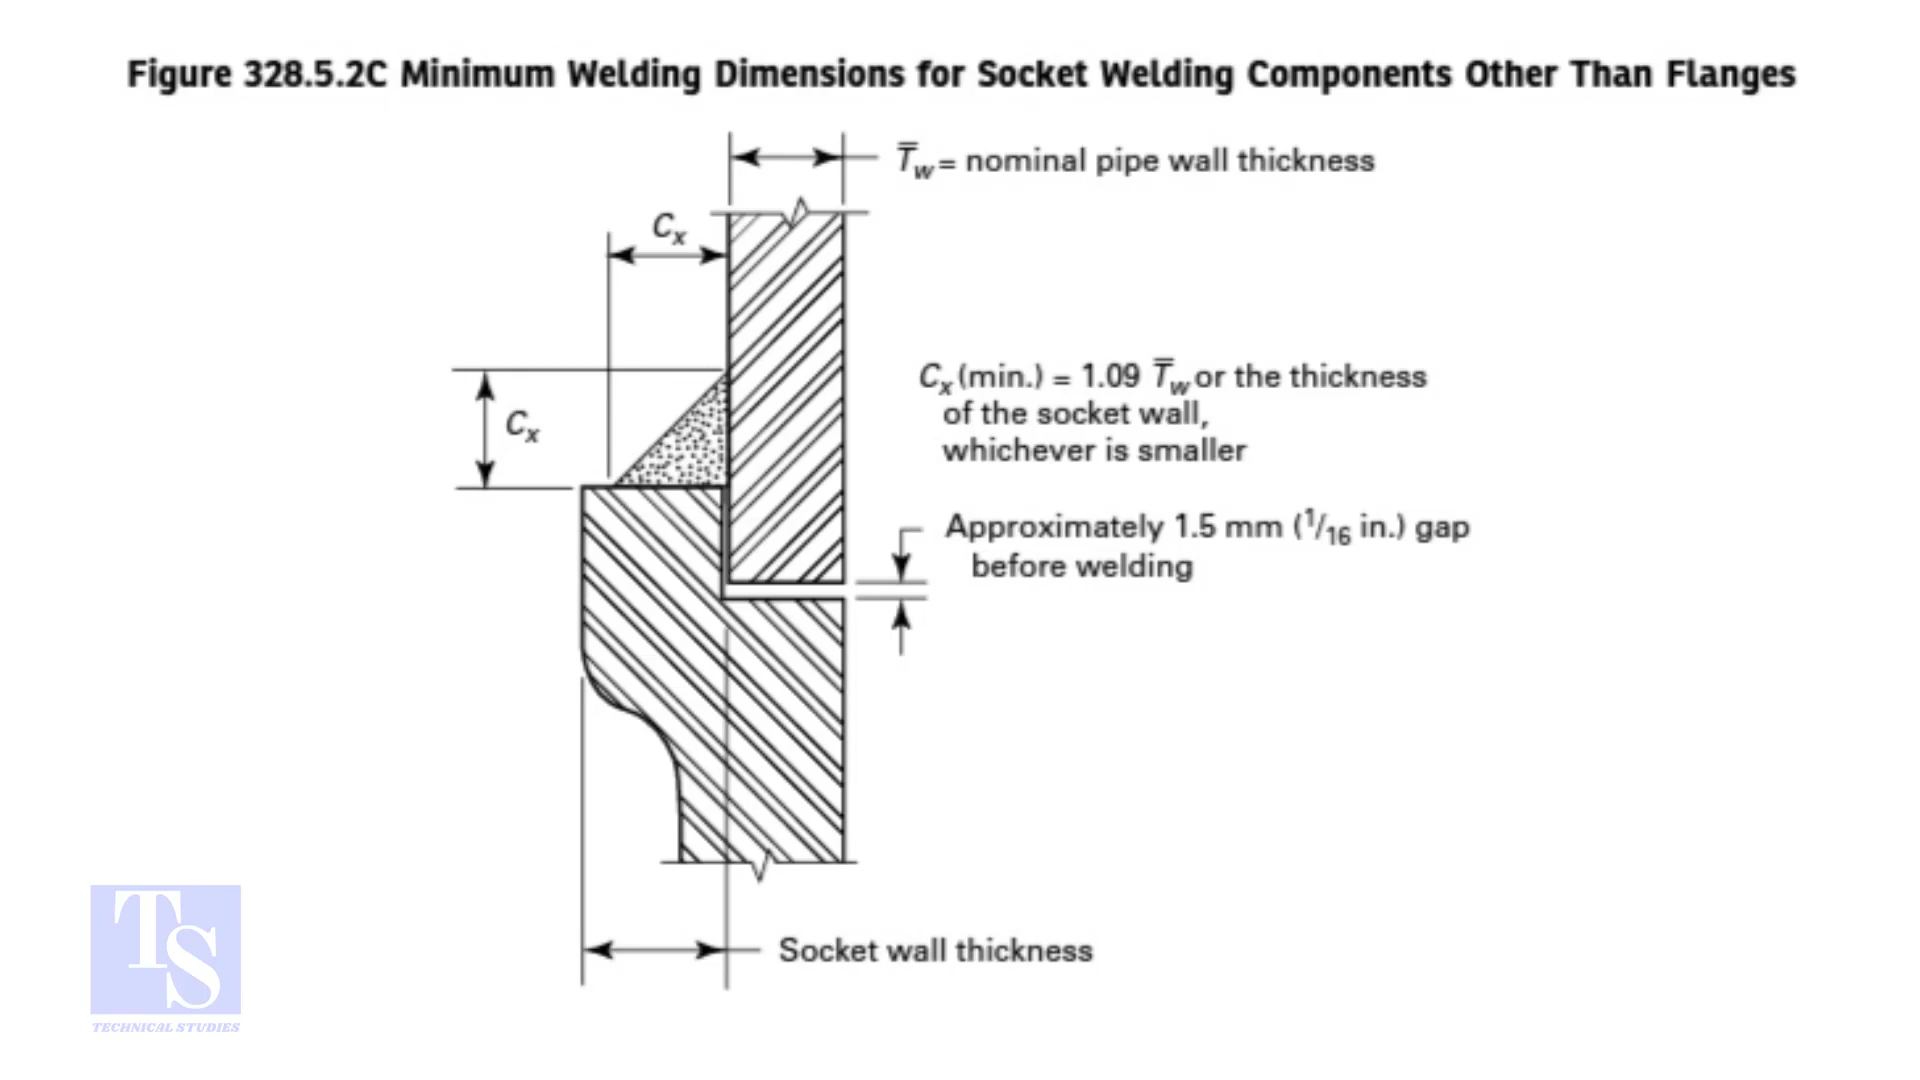 Figure 328.5.2C Minimum Welding Dimensions for Socket Welding Components Other Than Flanges
T̅w = nominal pipe wall thickness
Cx
Cx
Cx (min.) = 1.09 T̅w or the thickness
of the socket wall,
whichever is smaller
Approximately 1.5 mm (1/16 in.) gap
before welding
Socket wall thickness
TS
TECHNICAL STUDIES